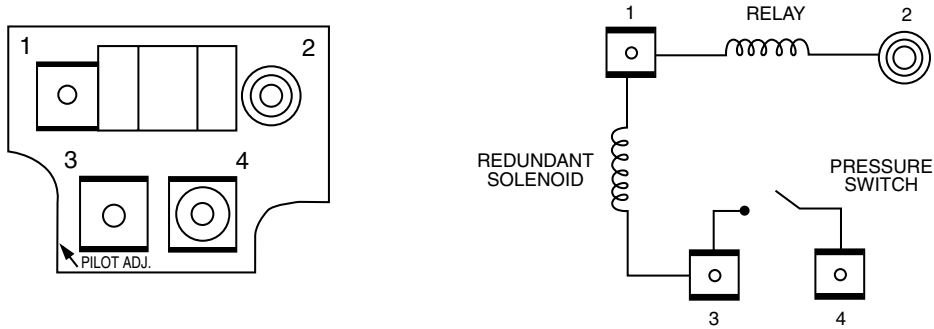 1
2
3
4
PILOT ADJ.
1
RELAY
2
REDUNDANT
SOLENOID
PRESSURE
SWITCH
3
4